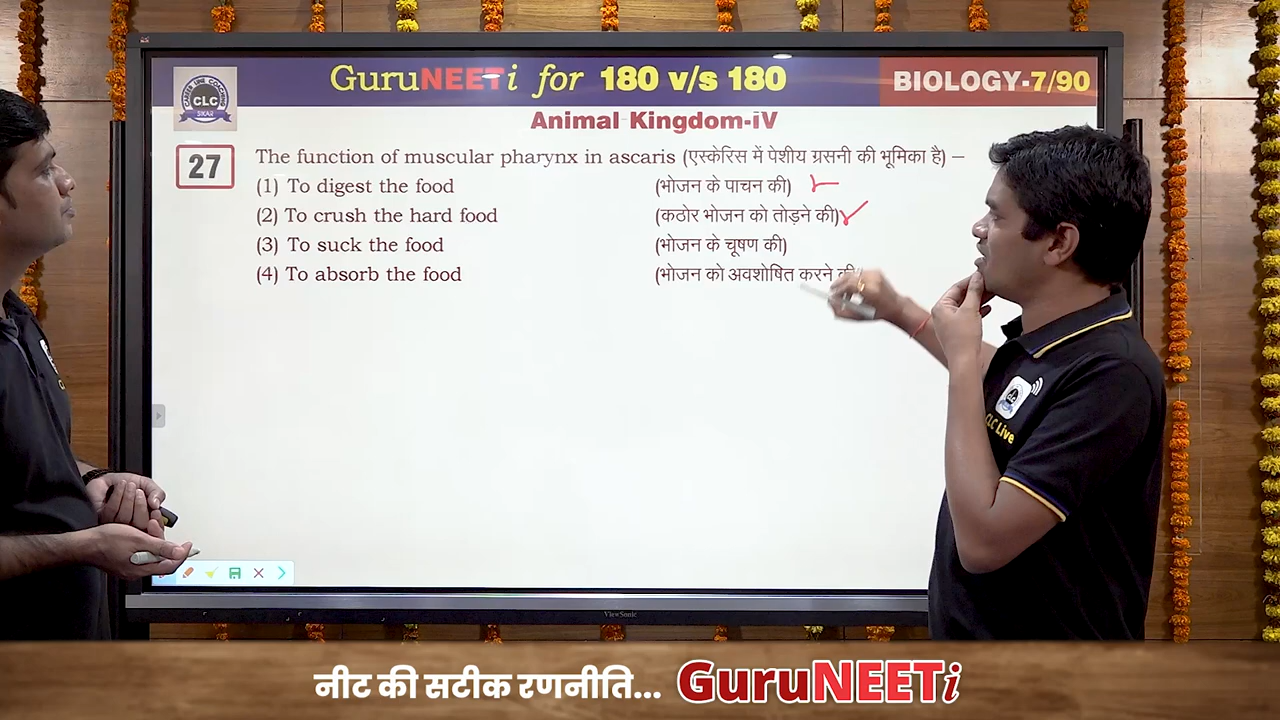 GuruNEETi for 180 v/s 180
BIOLOGY-7/90
CLC
SIKAR
Animal Kingdom-iV
27
The function of muscular pharynx in ascaris (एस्केरिस में पेशीय ग्रसनी की भूमिका है) –
(1) To digest the food (भोजन के पाचन की)
(2) To crush the hard food (कठोर भोजन को तोड़ने की)
(3) To suck the food (भोजन के चूषण की)
(4) To absorb the food (भोजन को अवशोषित करने की
CLC
CLC Live
ViewSonic
नीट की सटीक रणनीति... GuruNEETi